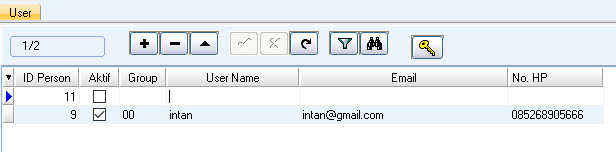 User
1/2
ID Person Aktif Group User Name Email No. HP
11
9 00 intan intan@gmail.com 085268905666